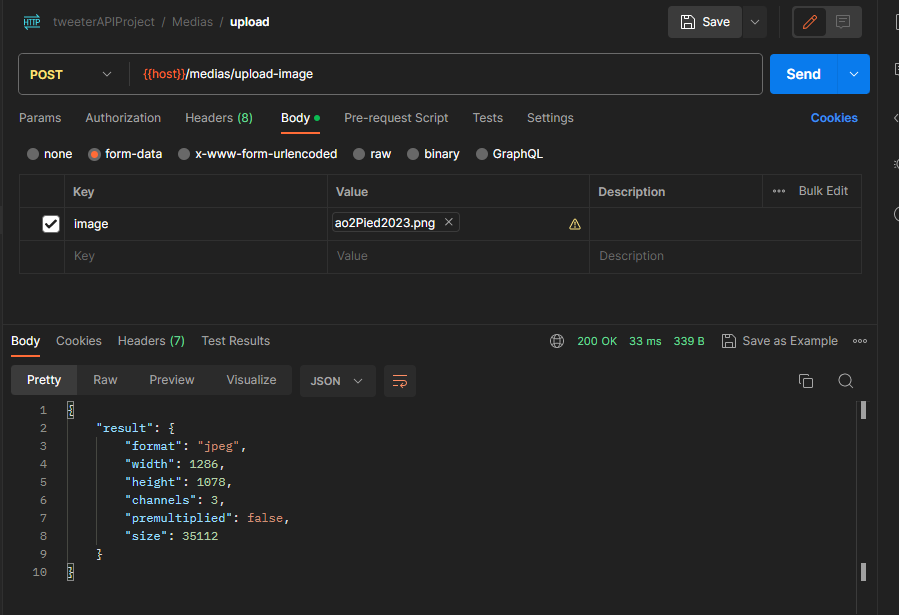 HTTP tweeterAPIProject / Medias / upload Save
POST {{host}}/medias/upload-image Send
Params Authorization Headers (8) Body Pre-request Script Tests Settings Cookies
none form-data x-www-form-urlencoded raw binary GraphQL
Key Value Description Bulk Edit
image ao2Pied2023.png
Key Value Description
Body Cookies Headers (7) Test Results 200 OK 33 ms 339 B Save as Example
Pretty Raw Preview Visualize JSON
1 {
2 "result": {
3 "format": "jpeg",
4 "width": 1286,
5 "height": 1078,
6 "channels": 3,
7 "premultiplied": false,
8 "size": 35112
9 }
10 }